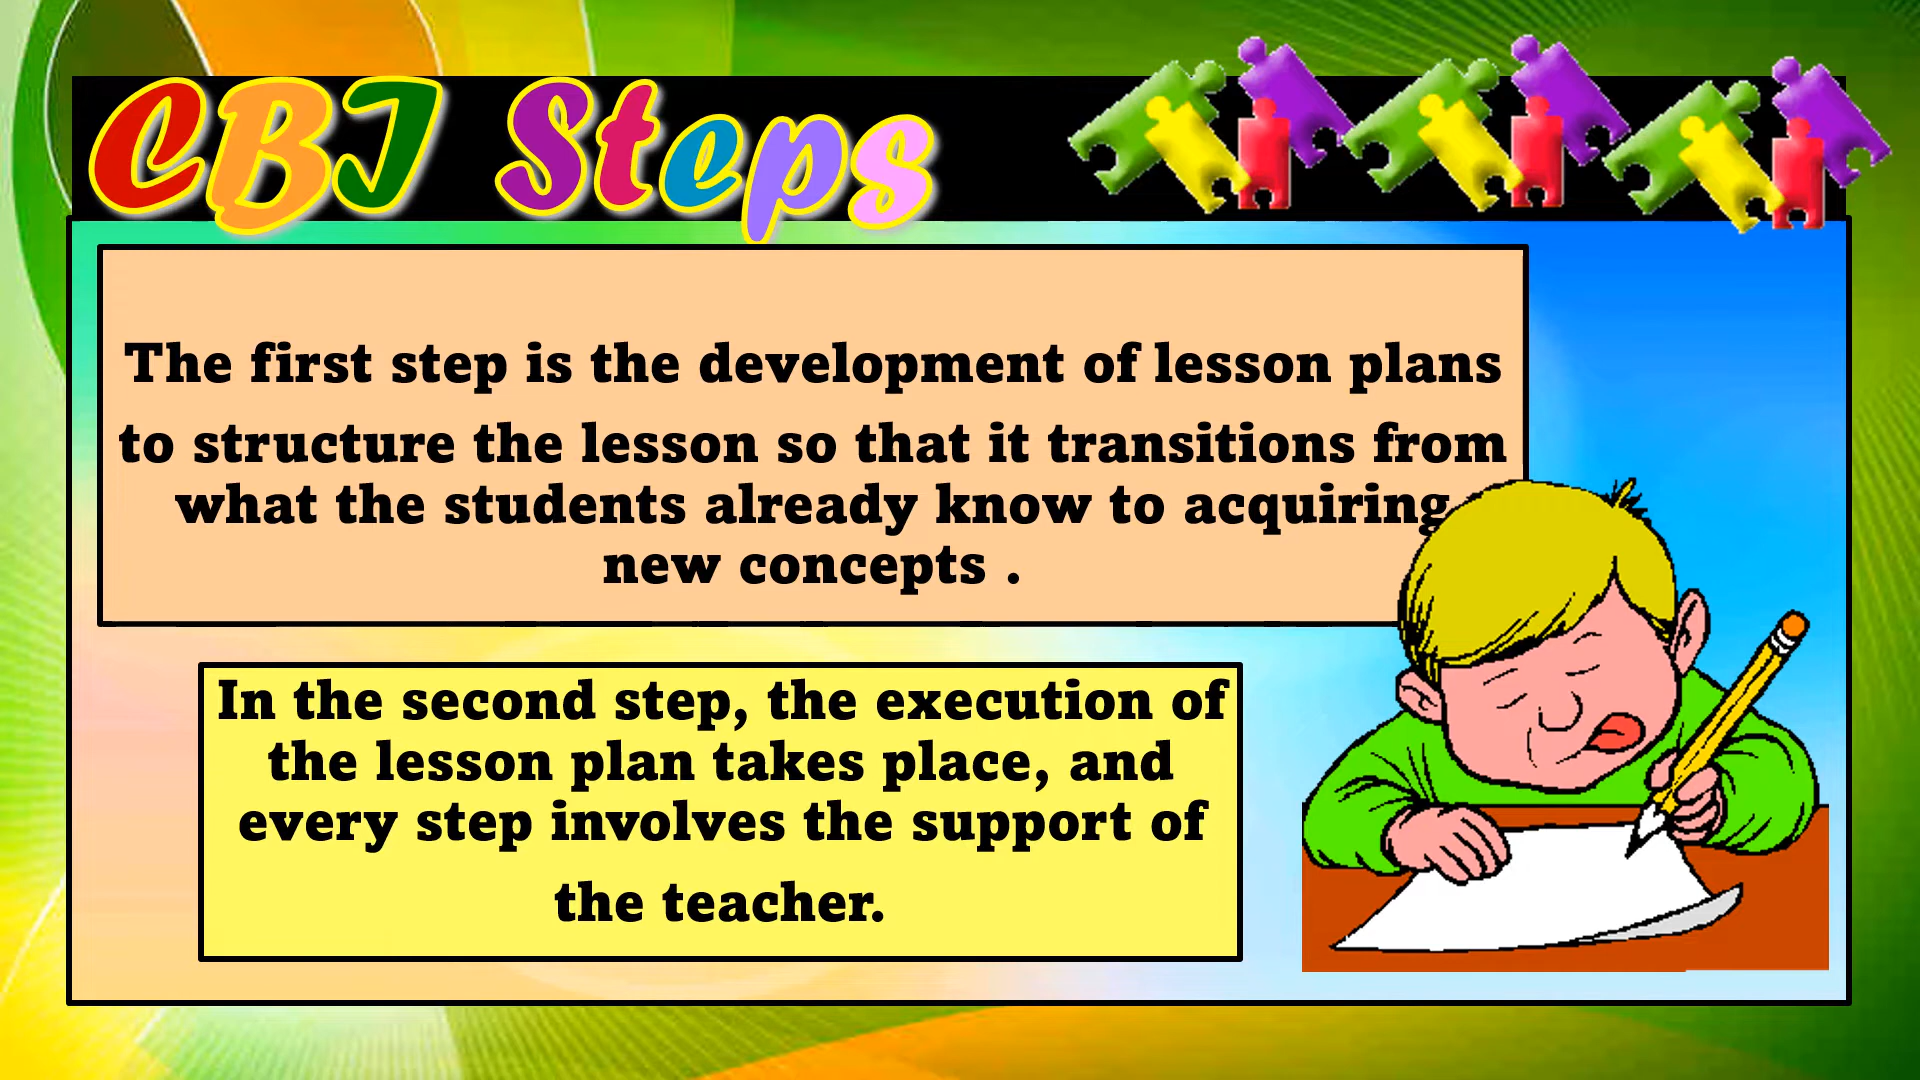 CBI Steps
The first step is the development of lesson plans
to structure the lesson so that it transitions from
what the students already know to acquiring
new concepts .
In the second step, the execution of
the lesson plan takes place, and
every step involves the support of
the teacher.